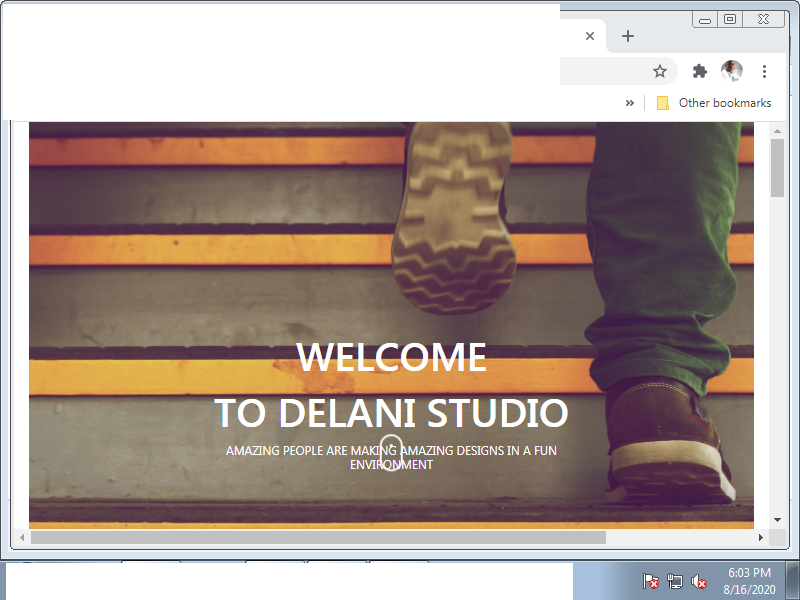 Other bookmarks
WELCOME
TO DELANI STUDIO
AMAZING PEOPLE ARE MAKING AMAZING DESIGNS IN A FUN
ENVIRONMENT
6:03 PM
8/16/2020